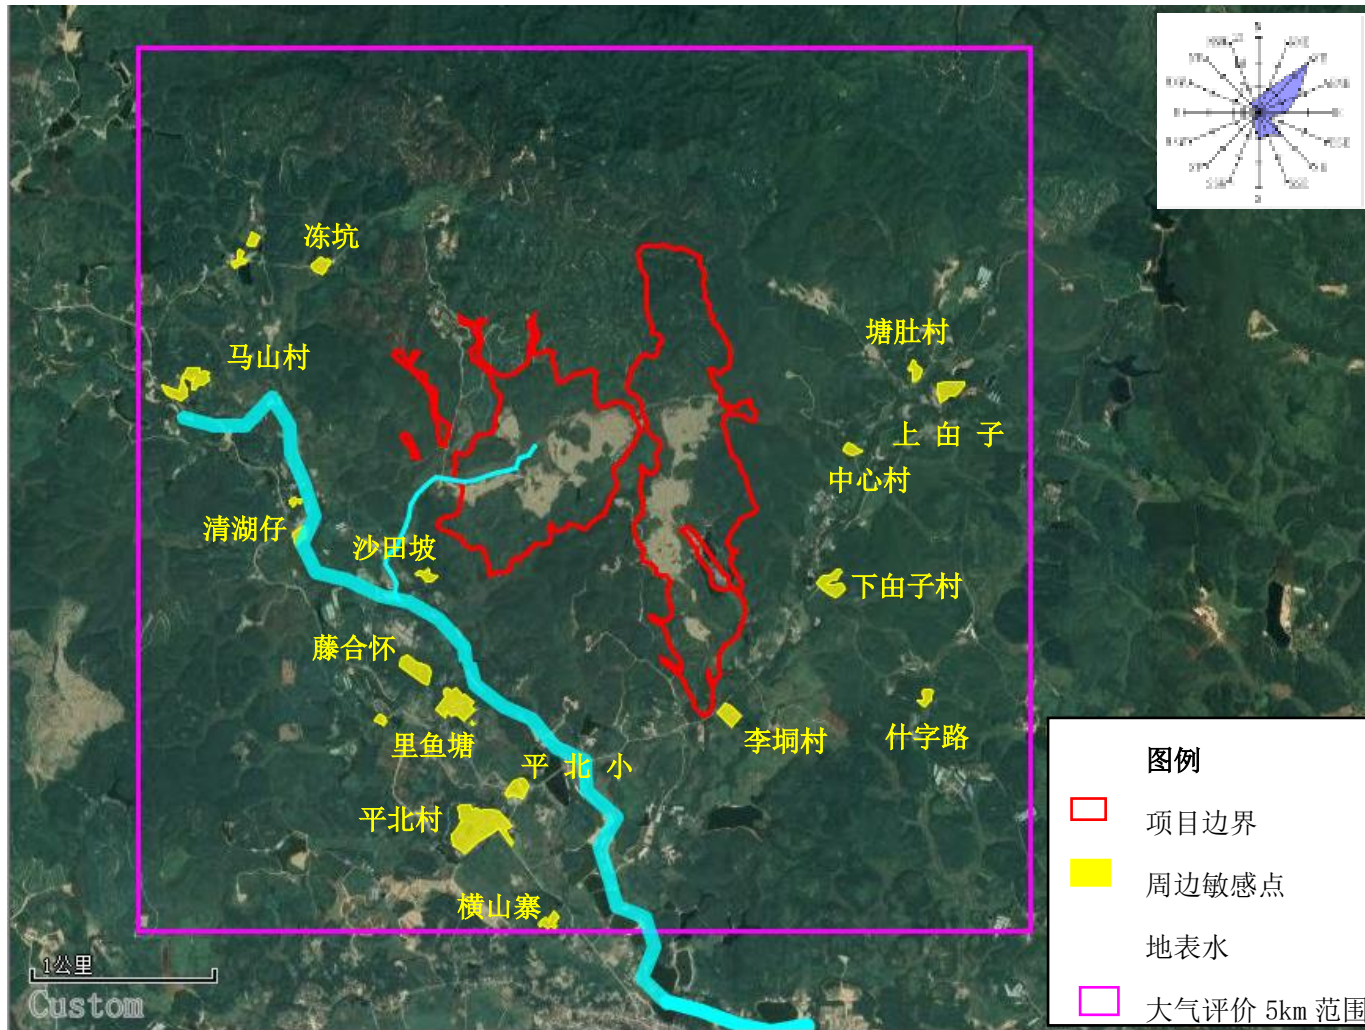 N
冻坑
塘肚村
马山村
上 由 子
中心村
清湖仔
沙田坡
下由子村
藤合怀
里鱼塘
李垌村
什字路
平 北 小
平北村
横山寨
图例
项目边界
周边敏感点
地表水
大气评价 5km 范围
1公里
Custom